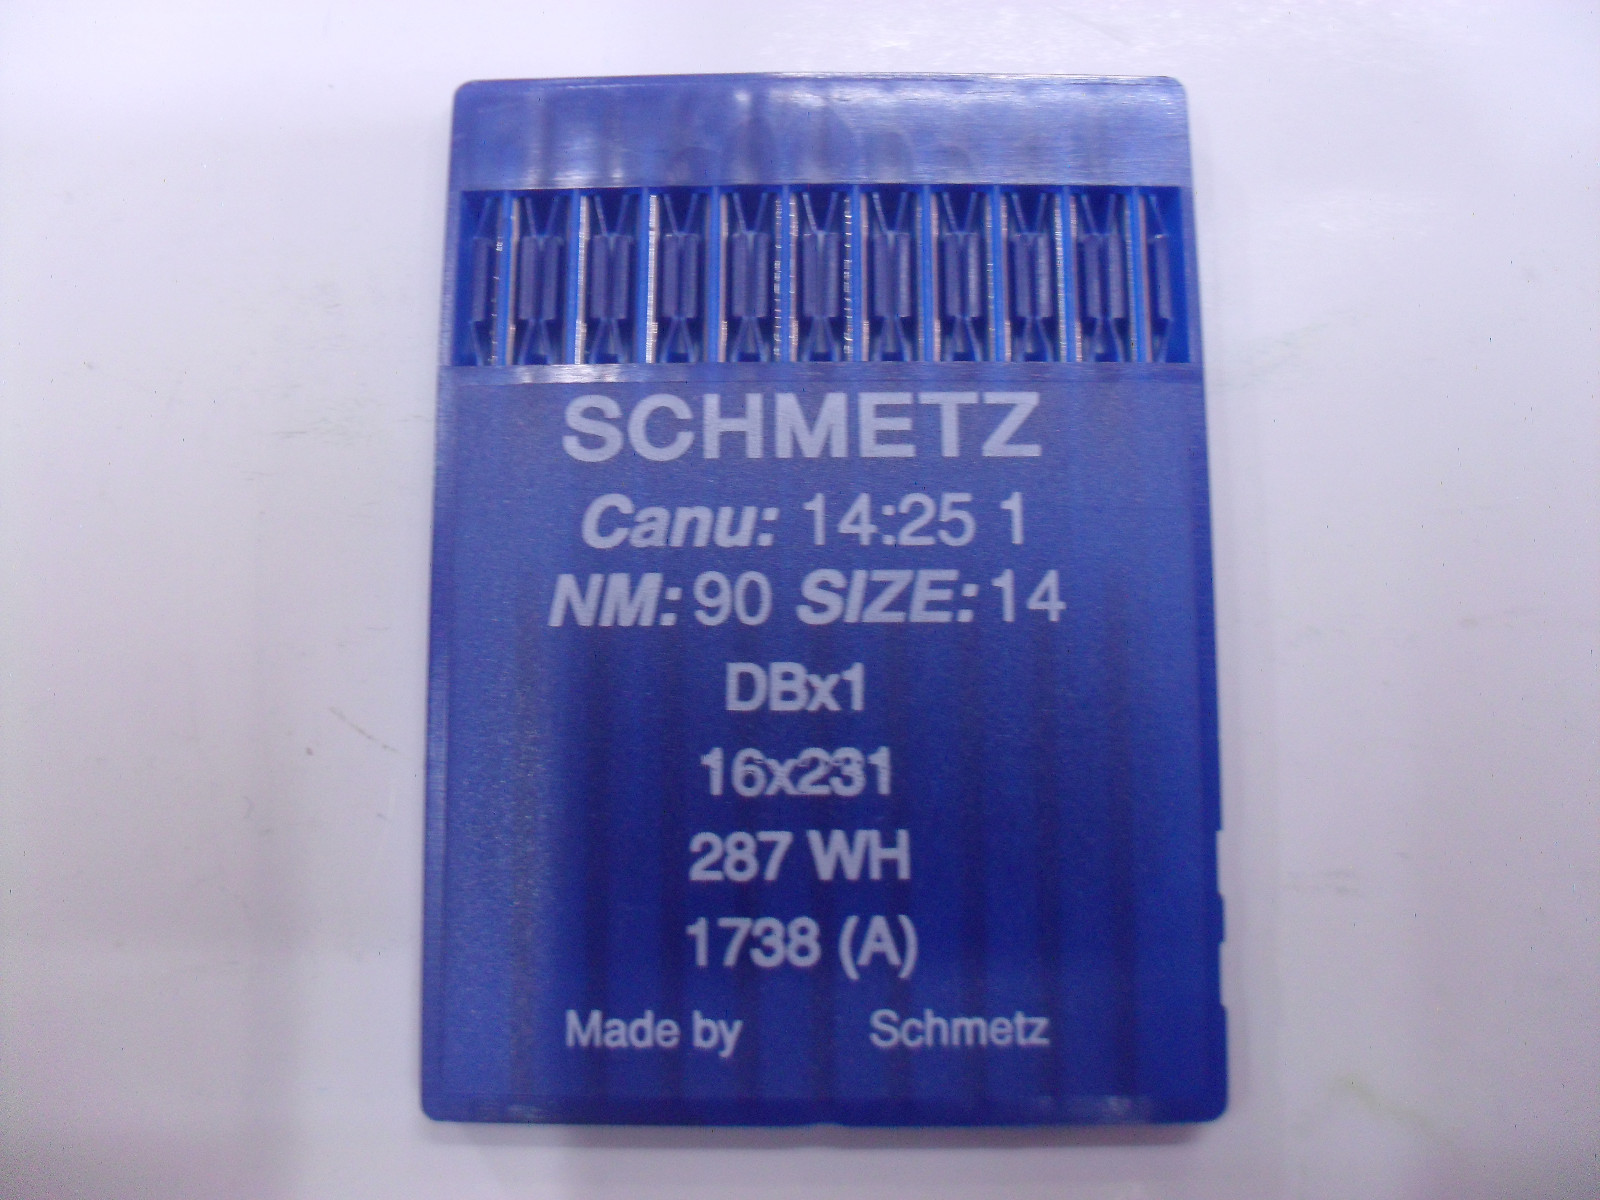 SCHMETZ
Canu: 14:25 1
NM: 90 SIZE: 14
DBx1
16x231
287 WH
1738 (A)
Made by Schmetz